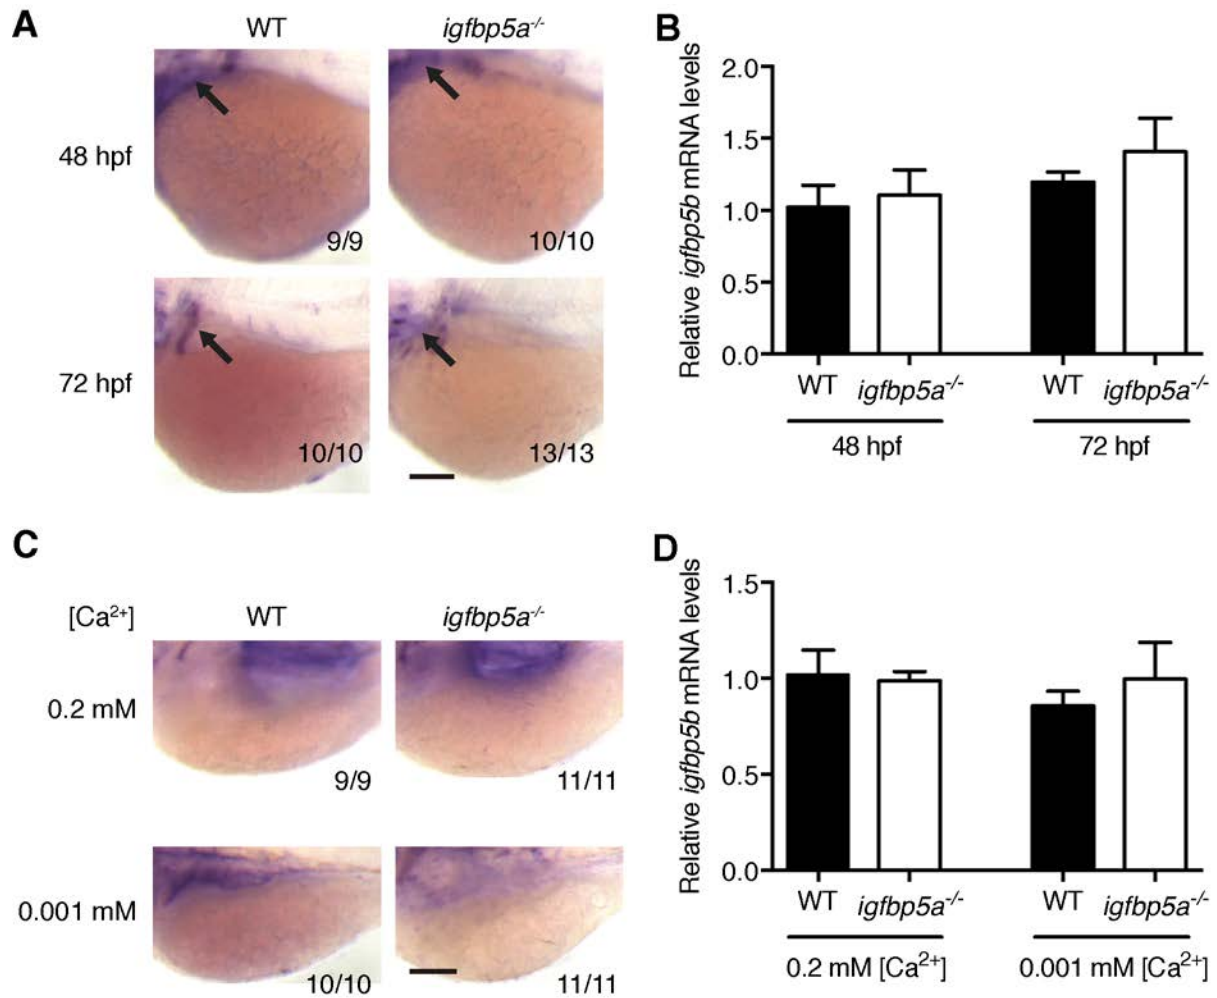 A
WT
igfbp5a-/-
48 hpf
9/9
10/10
72 hpf
10/10
13/13
B
Relative igfbp5b mRNA levels
2.0
1.5
1.0
0.5
0.0
WT
igfbp5a-/-
WT
igfbp5a-/-
48 hpf
72 hpf
C
[Ca2+]
WT
igfbp5a-/-
0.2 mM
9/9
11/11
0.001 mM
10/10
11/11
D
Relative igfbp5b mRNA levels
1.5
1.0
0.5
0.0
WT
igfbp5a-/-
WT
igfbp5a-/-
0.2 mM [Ca2+]
0.001 mM [Ca2+]